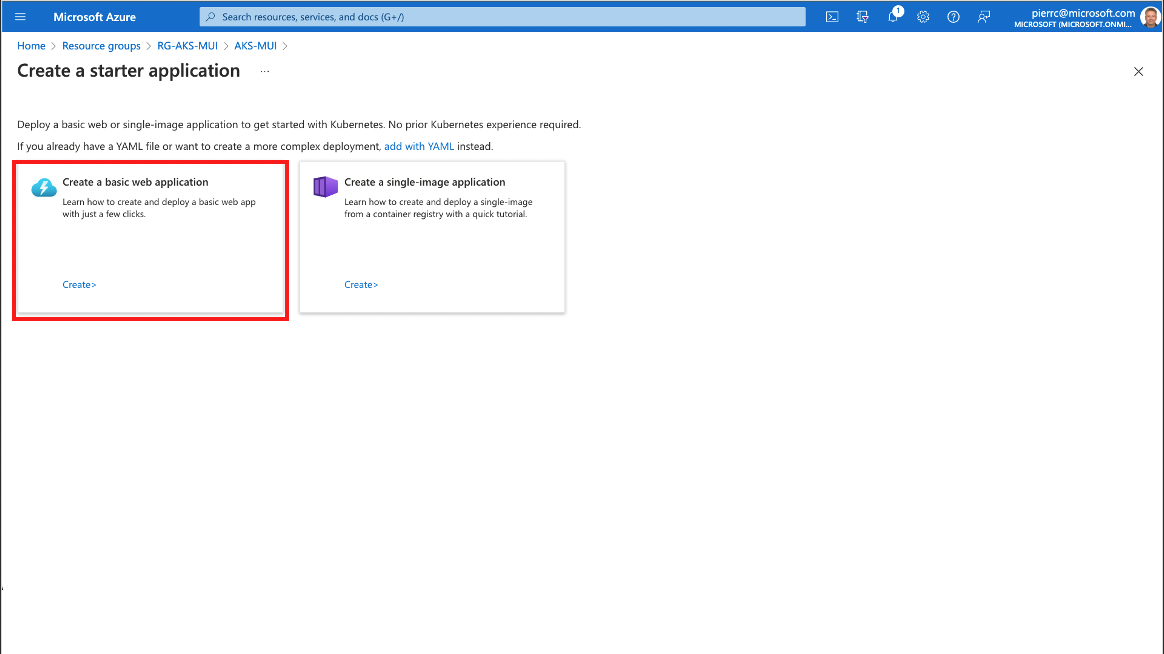 Microsoft Azure
Search resources, services, and docs (G+/)
1
pierrc@microsoft.com
MICROSOFT (MICROSOFT.ONMI...
Home > Resource groups > RG-AKS-MUI > AKS-MUI >
Create a starter application ...
Deploy a basic web or single-image application to get started with Kubernetes. No prior Kubernetes experience required.
If you already have a YAML file or want to create a more complex deployment, add with YAML instead.
Create a basic web application
Learn how to create and deploy a basic web app
with just a few clicks.
Create>
Create a single-image application
Learn how to create and deploy a single-image
from a container registry with a quick tutorial.
Create>